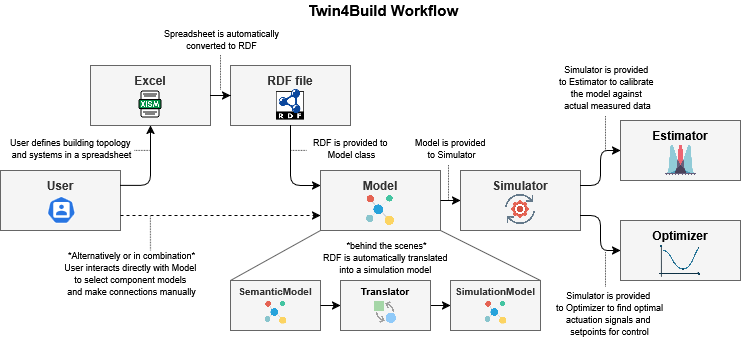 Twin4Build Workflow
Spreadsheet is automatically
converted to RDF
Excel
XlSM
RDF file
RDF
User defines building topology
and systems in a spreadsheet
RDF is provided to
Model class
Model is provided
to Simulator
Simulator is provided
to Estimator to calibrate
the model against
actual measured data
Estimator
User
Model
Simulator
*Alternatively or in combination*
User interacts directly with Model
to select component models
and make connections manually
*behind the scenes*
RDF is automatically translated
into a simulation model
Optimizer
SemanticModel
Translator
SimulationModel
Simulator is provided
to Optimizer to find optimal
actuation signals and
setpoints for control